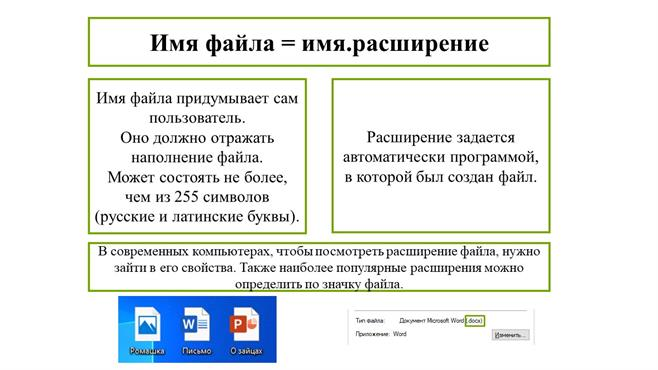 Имя файла = имя.расширение
Имя файла придумывает сам
пользователь.
Оно должно отражать
наполнение файла.
Может состоять не более,
чем из 255 символов
(русские и латинские буквы).
Расширение задается
автоматически программой,
в которой был создан файл.
В современных компьютерах, чтобы посмотреть расширение файла, нужно
зайти в его свойства. Также наиболее популярные расширения можно
определить по значку файла.
Ромашка
Письмо
О зайцах
Тип файла: Документ Microsoft Word (.docx)
Приложение: Word
Изменить...